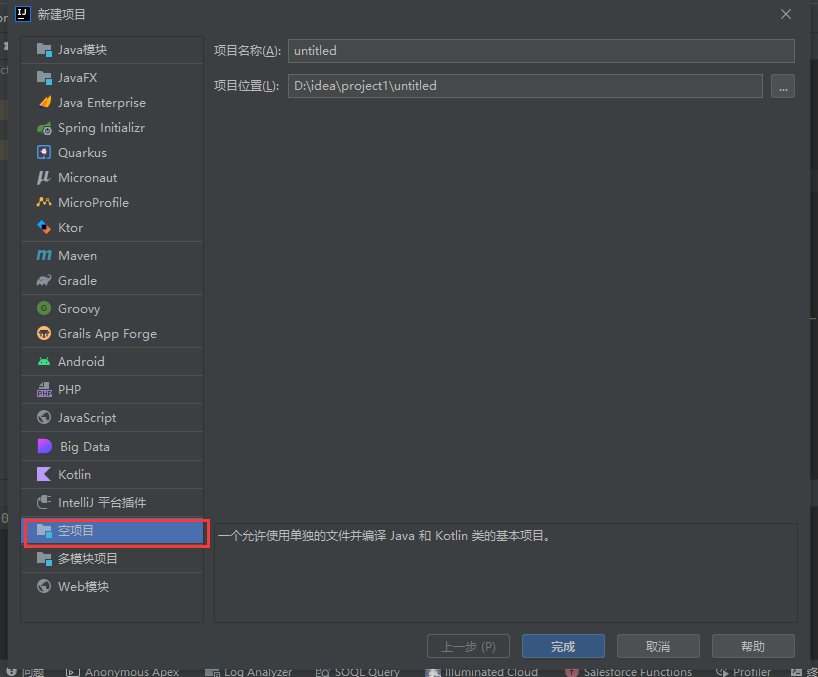 新建项目
Java模块
JavaFX
Java Enterprise
Spring Initializr
Quarkus
Micronaut
MicroProfile
Ktor
Maven
Gradle
Groovy
Grails App Forge
Android
PHP
JavaScript
Big Data
Kotlin
IntelliJ 平台插件
空项目
多模块项目
Web模块
项目名称(A): untitled
项目位置(L): D:\idea\project1\untitled ...
一个允许使用单独的文件并编译 Java 和 Kotlin 类的基本项目。
上一步 (P) 完成 取消 帮助
问题 Anonymous Apex Log Analyzer SOQL Query Illuminated Cloud Salesforce Functions Profiler